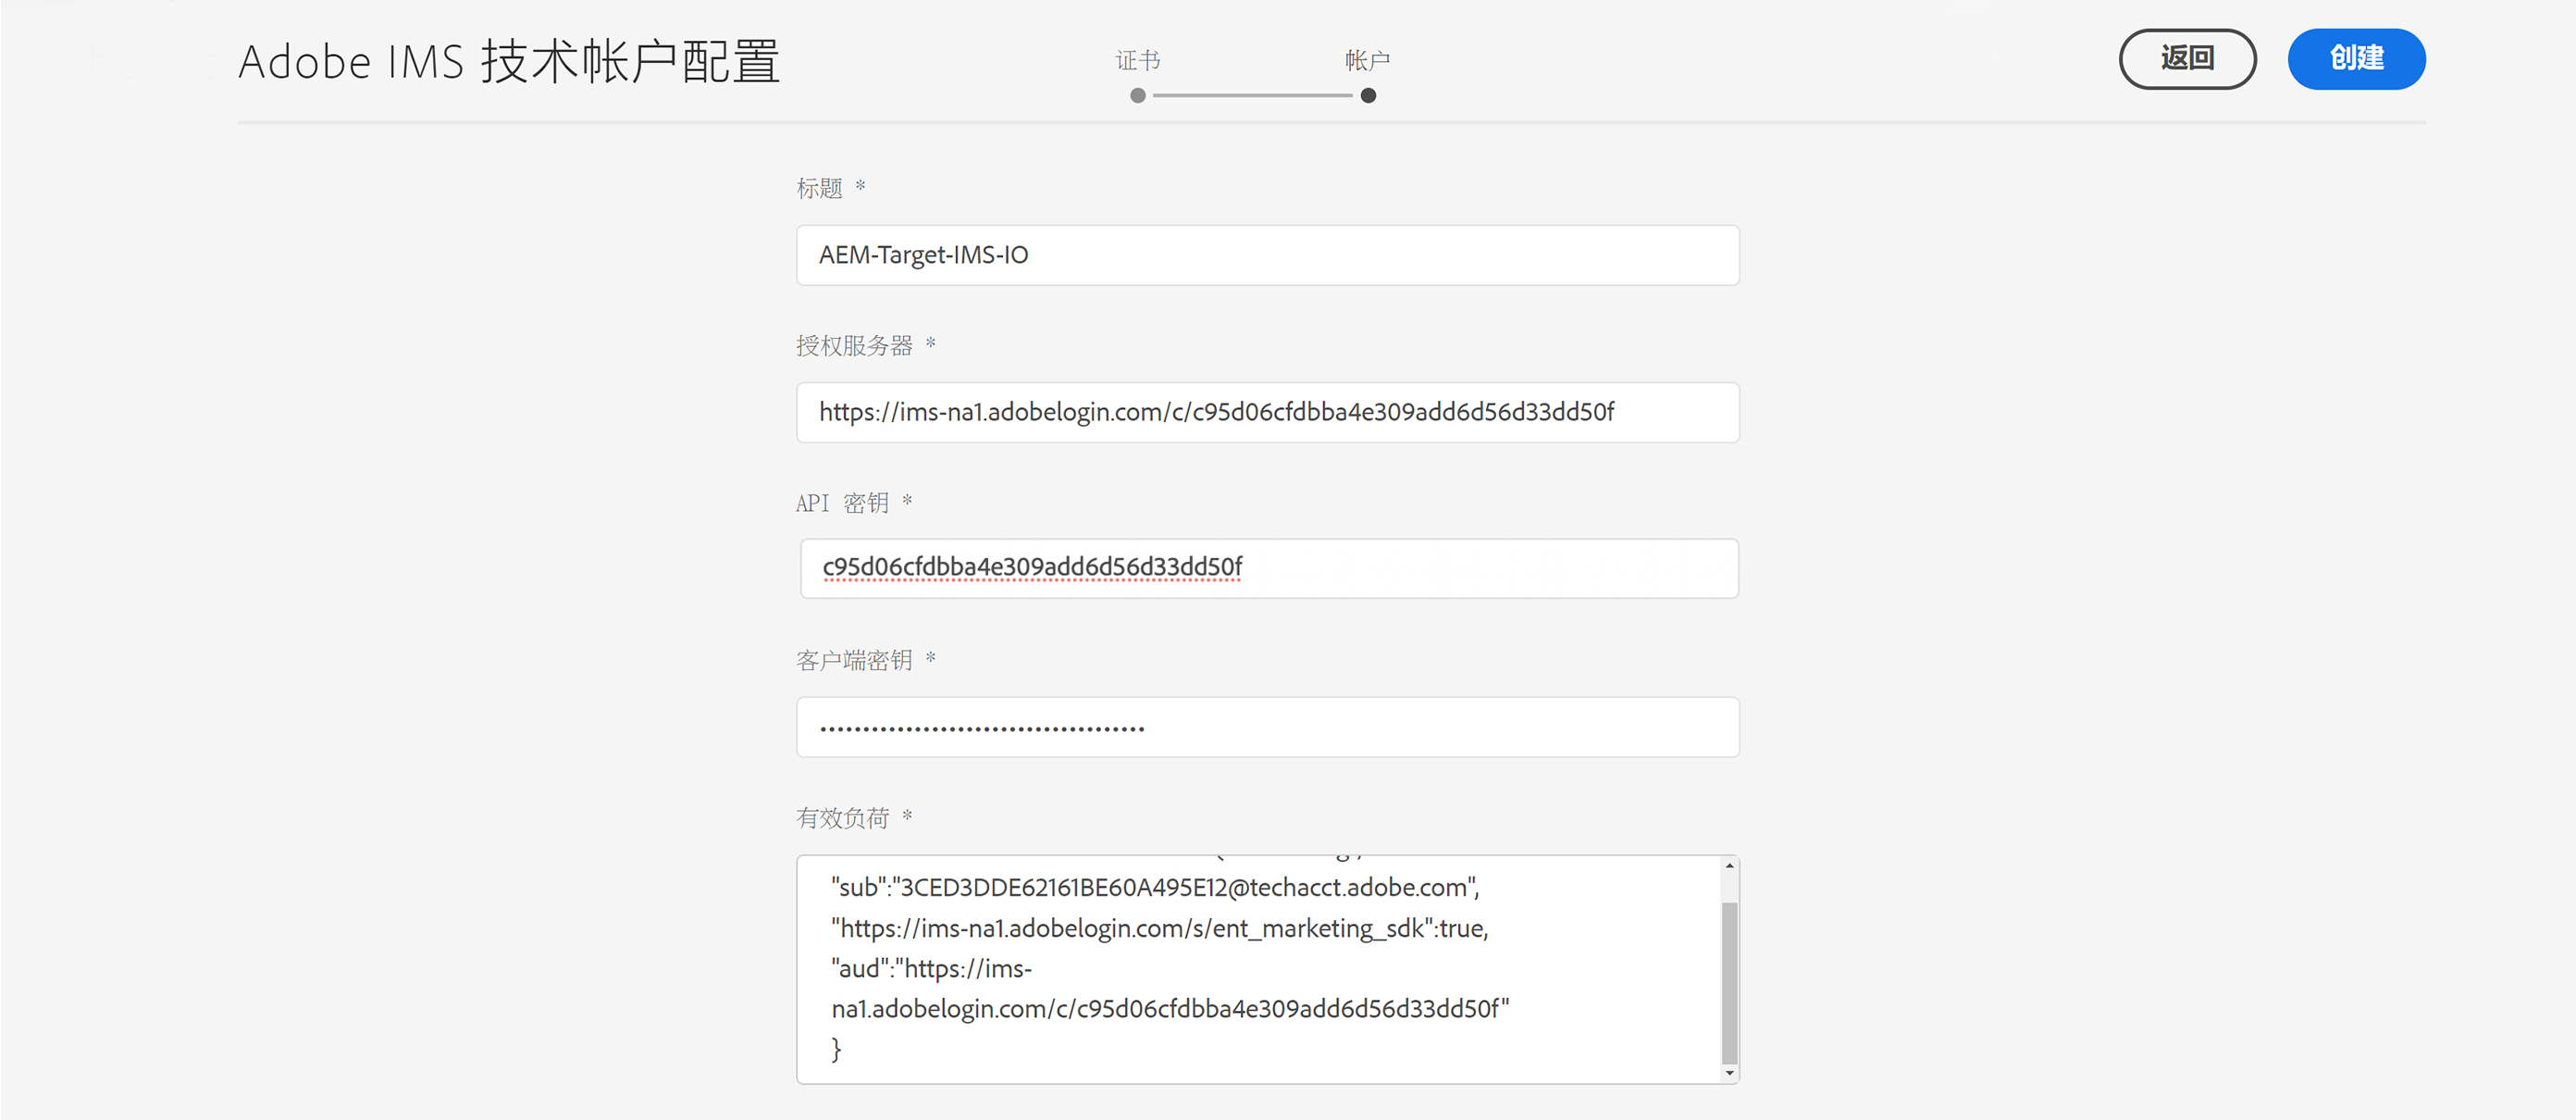 Adobe IMS 技术帐户配置
证书
帐户
返回
创建
标题 *
AEM-Target-IMS-IO
授权服务器 *
https://ims-na1.adobelogin.com/c/c95d06cfdbba4e309add6d56d33dd50f
API 密钥 *
c95d06cfdbba4e309add6d56d33dd50f
客户端密钥 *
••••••••••••••••••••••••••••••••••••
有效负荷 *
"sub":"3CED3DDE62161BE60A495E12@techacct.adobe.com",
"https://ims-na1.adobelogin.com/s/ent_marketing_sdk":true,
"aud":"https://ims-
na1.adobelogin.com/c/c95d06cfdbba4e309add6d56d33dd50f"
}